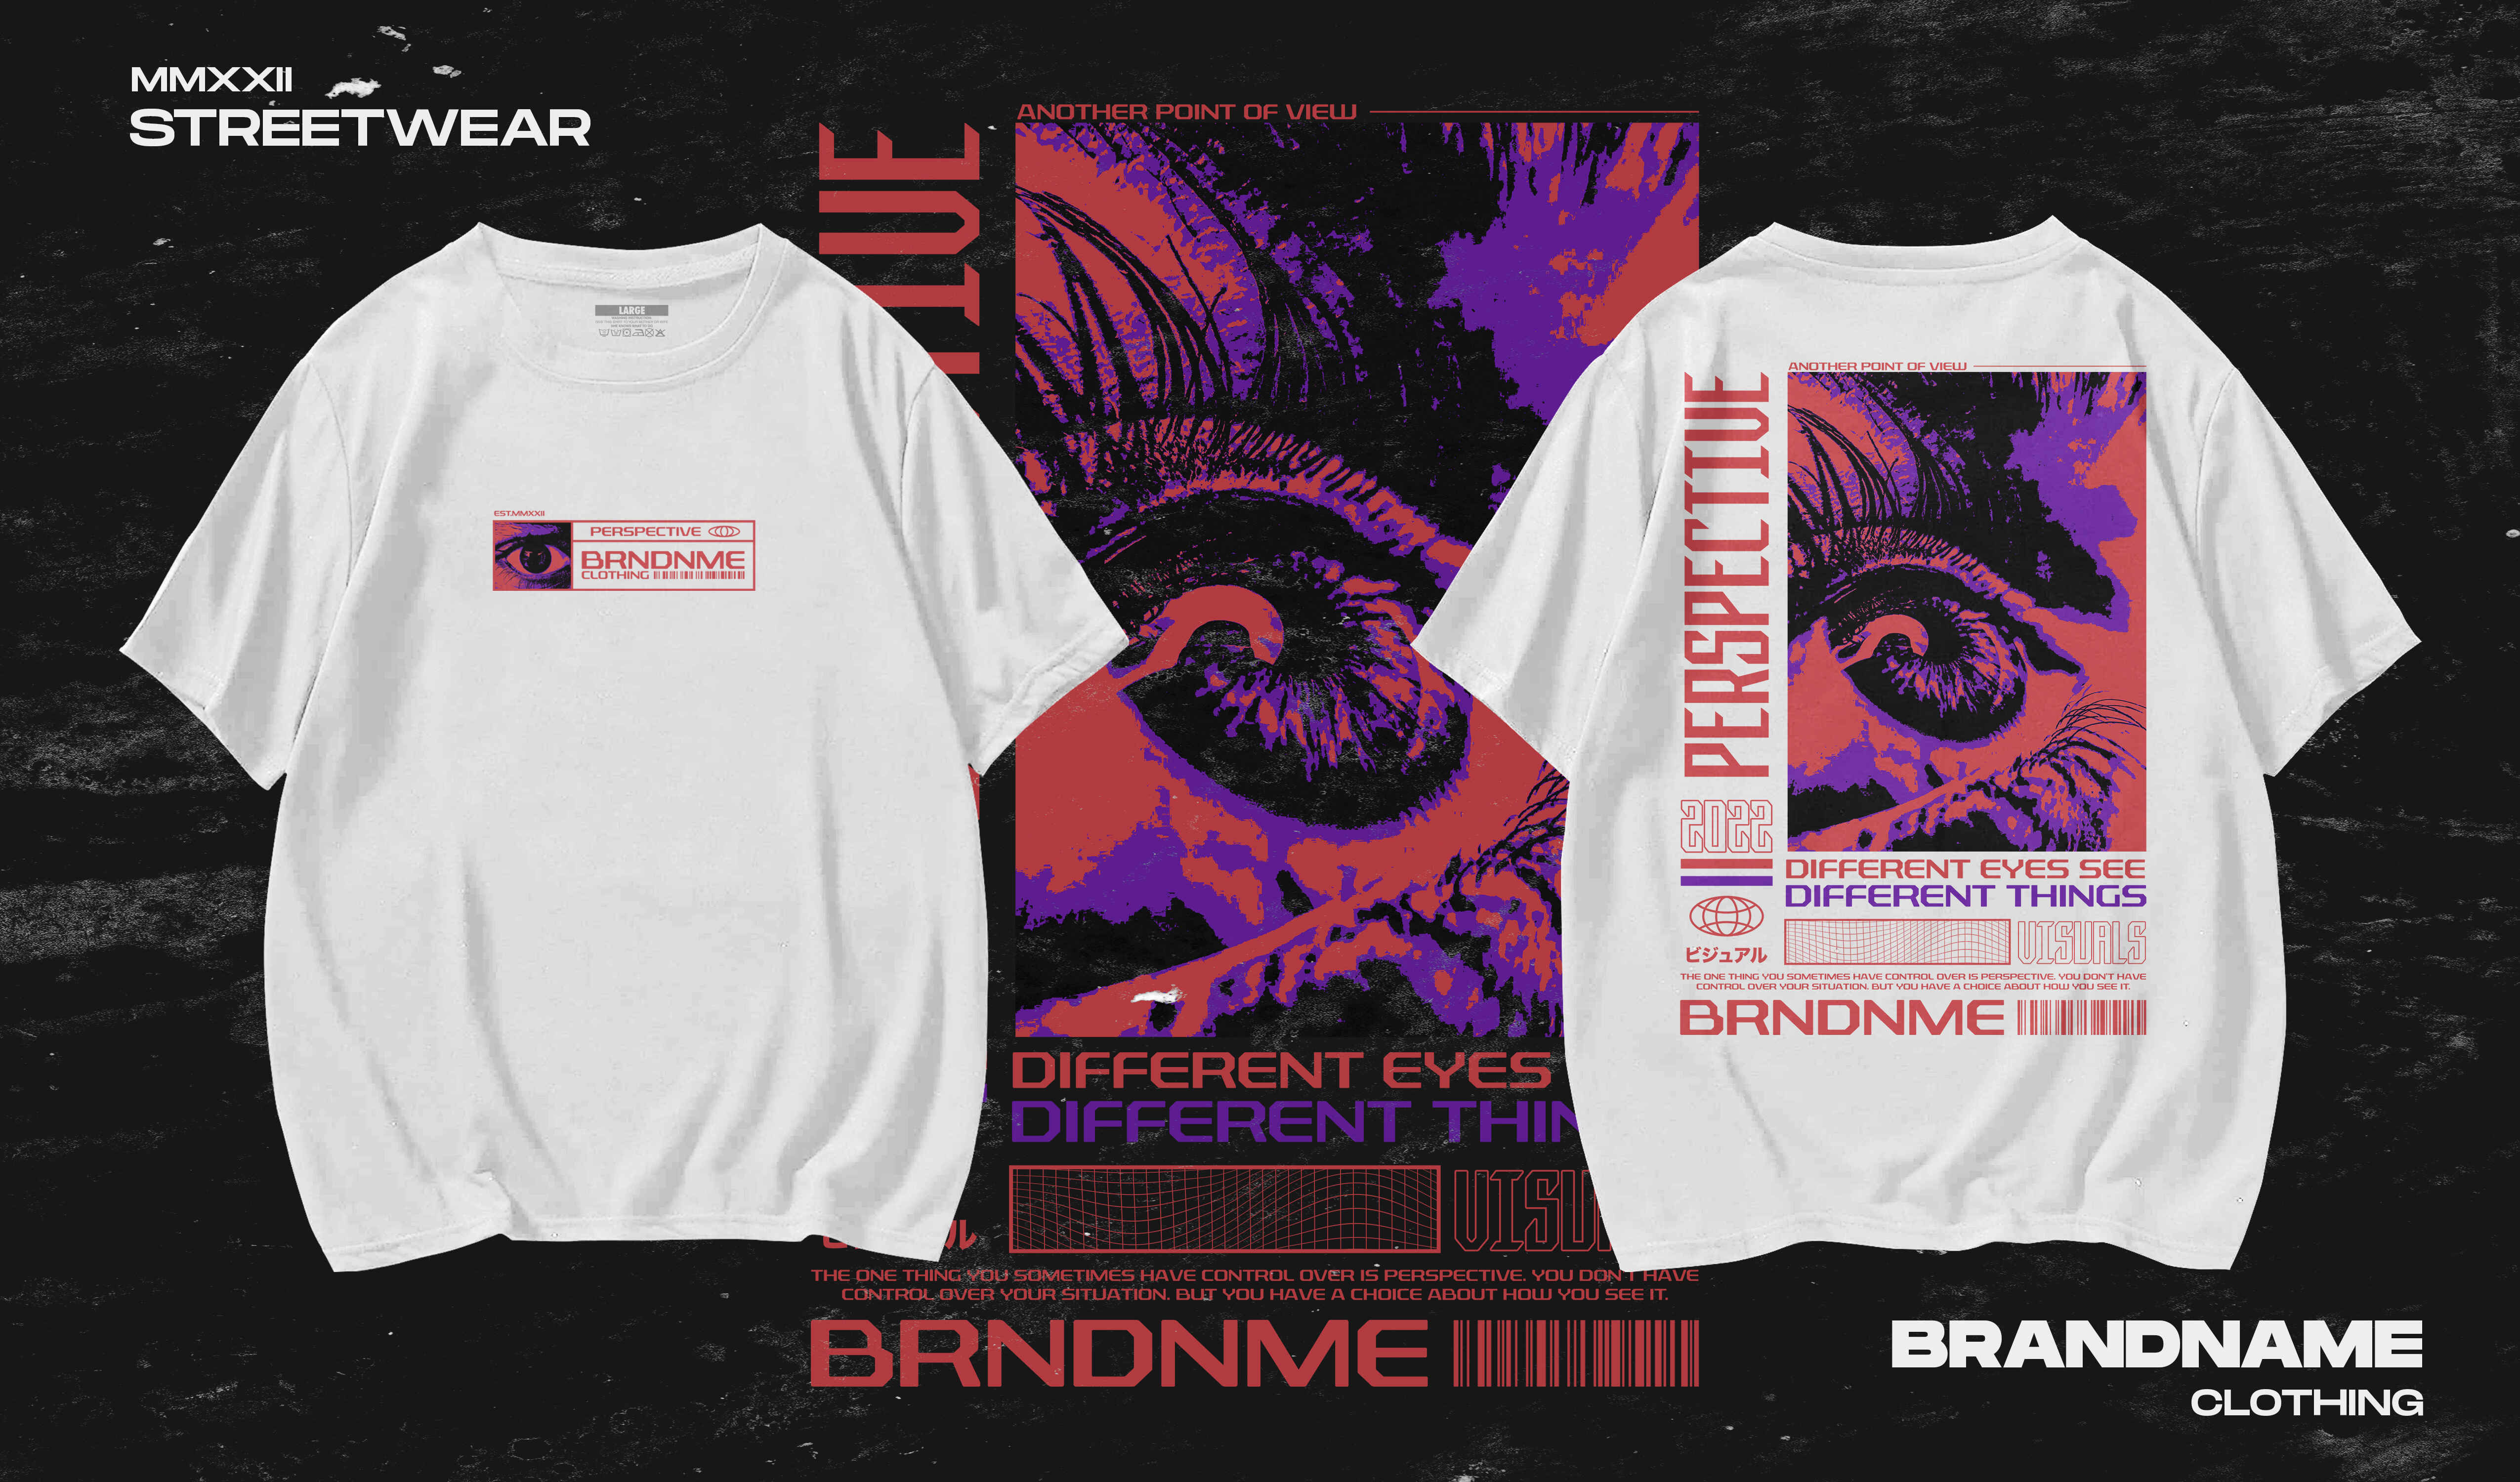 MMXXII
STREETWEAR
LARGE
EST.MMXXII
PERSPECTIVE
BRNDNME
CLOTHING
ANOTHER POINT OF VIEW
DIFFERENT EYES
DIFFERENT THIN
VISU
THE ONE THING YOU SOMETIMES HAVE CONTROL OVER IS PERSPECTIVE. YOU DON'T HAVE
CONTROL OVER YOUR SITUATION. BUT YOU HAVE A CHOICE ABOUT HOW YOU SEE IT.
BRNDNME
ANOTHER POINT OF VIEW
PERSPECTIVE
2022
DIFFERENT EYES SEE
DIFFERENT THINGS
ビジュアル
VISUALS
THE ONE THING YOU SOMETIMES HAVE CONTROL OVER IS PERSPECTIVE. YOU DON'T HAVE
CONTROL OVER YOUR SITUATION. BUT YOU HAVE A CHOICE ABOUT HOW YOU SEE IT.
BRNDNME
BRANDNAME
CLOTHING